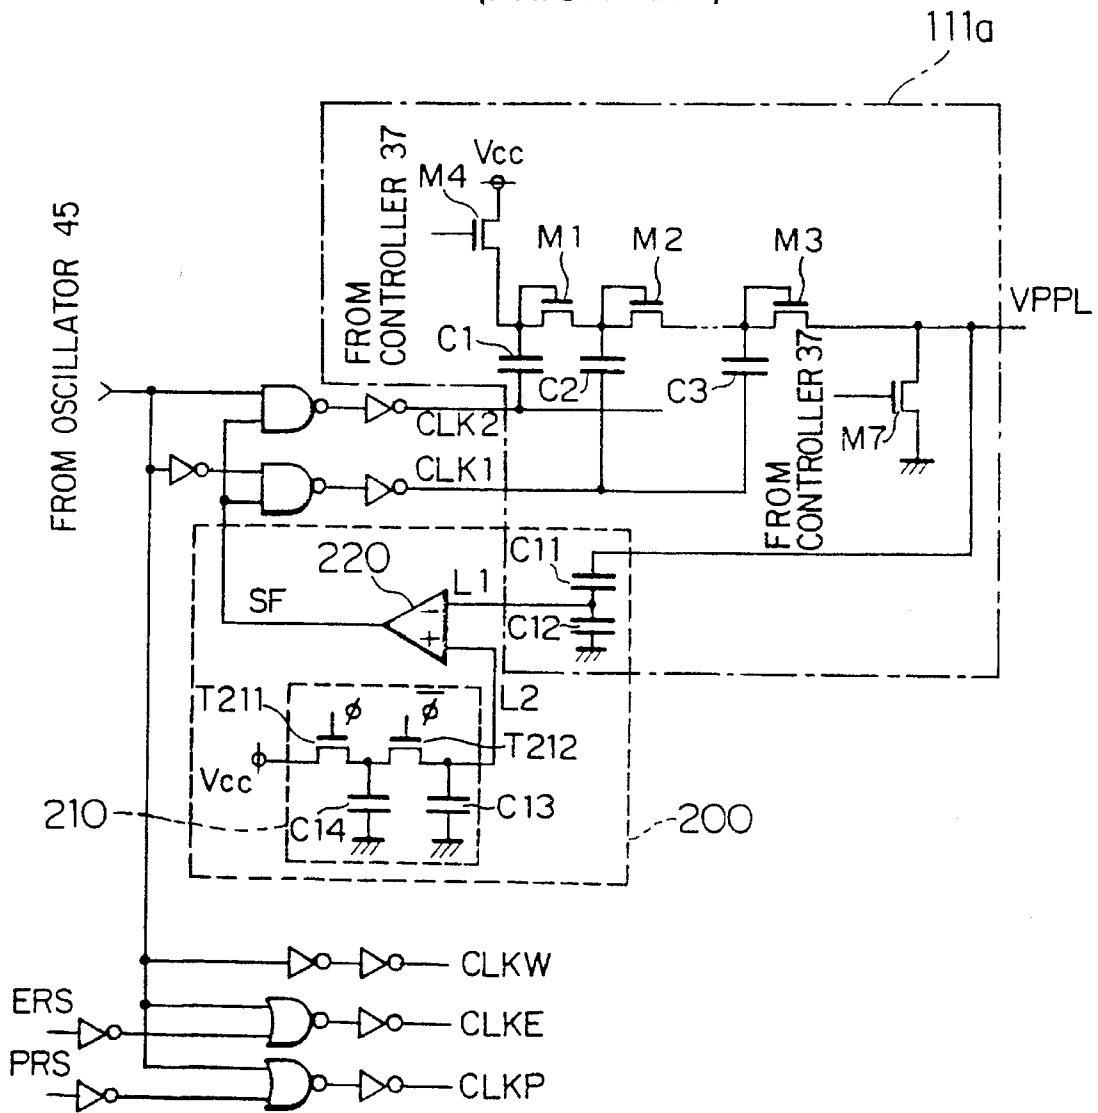 111a
FROM
CONTROLLER 37
Vcc
M4
M1
M2
M3
VPPL
C1
C2
C3
FROM OSCILLATOR 45
CLK2
M7
CLK1
FROM
CONTROLLER 37
220
C11
L1
SF
−
+
C12
T211
φ
φ̅
L2
T212
Vcc
210
C14
C13
200
CLKW
ERS
CLKE
PRS
CLKP